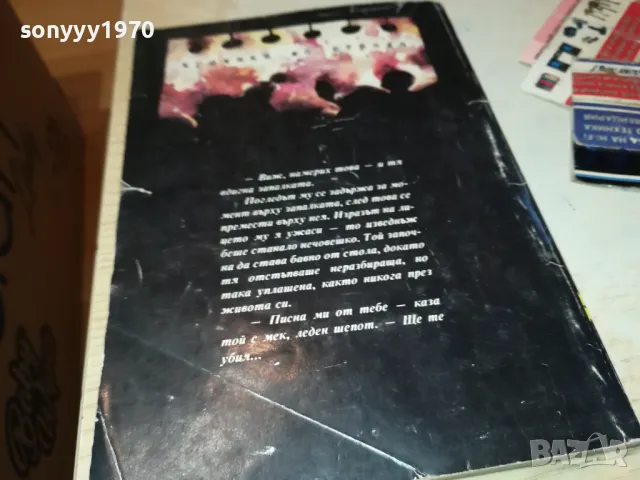 sonyyy1970
— Виж, намерих това — и тя
вдигна запалката.
Погледът му се задържа за мо-
мент върху запалката, след това се
премести върху нея. Изразът на ли-
цето му я ужаси — то изведнъж
беше станало нечовешко. Той започ-
на да става бавно от стола, докато
тя отстъпваше неразбираща, но
така уплашена, както никога през
живота си.
— Писна ми от тебе — каза
той с мек, леден шепот. — Ще те
убия...
ТЕХНИКА
BAZAR